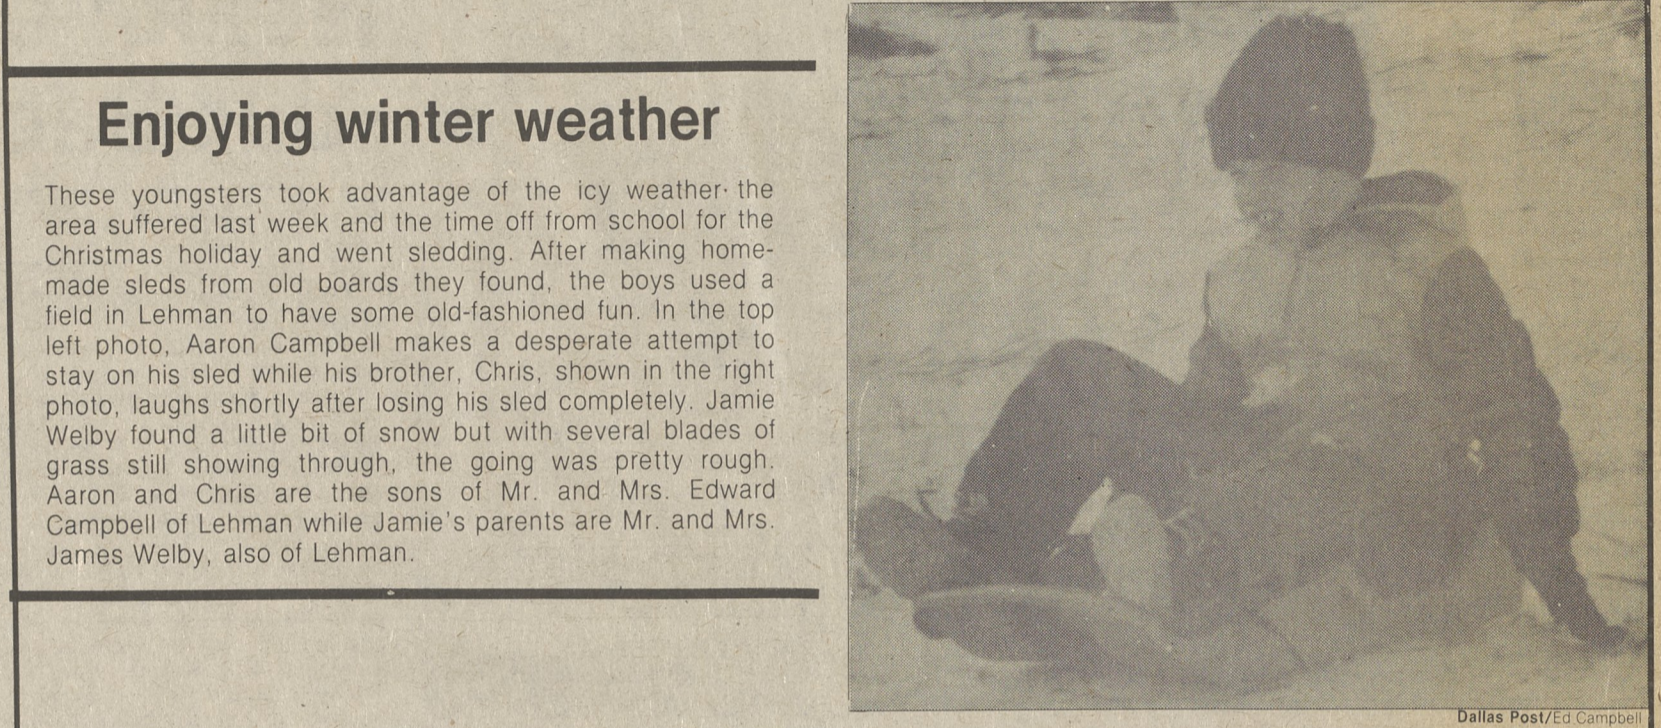 Enjoying winter weather
These youngsters took advantage of the icy weather the
area suffered last week and the time off from school for the
Christmas holiday and went sledding. After making home-
made sleds from old boards they found, the boys used a
field in Lehman to have some old-fashioned fun. In the top
left photo, Aaron Campbell makes a desperate attempt to
stay on his sled while his brother, Chris, shown in the right
photo, laughs shortly after losing his sled completely. Jamie
Welby found a little bit of snow but with several blades of
grass still showing through, the going was pretty rough.
Aaron and Chris are the sons of Mr. and Mrs. Edward
Campbell of Lehman while Jamie's parents are Mr. and Mrs.
James Welby, also of Lehman.
Dallas Post/Ed Campbell